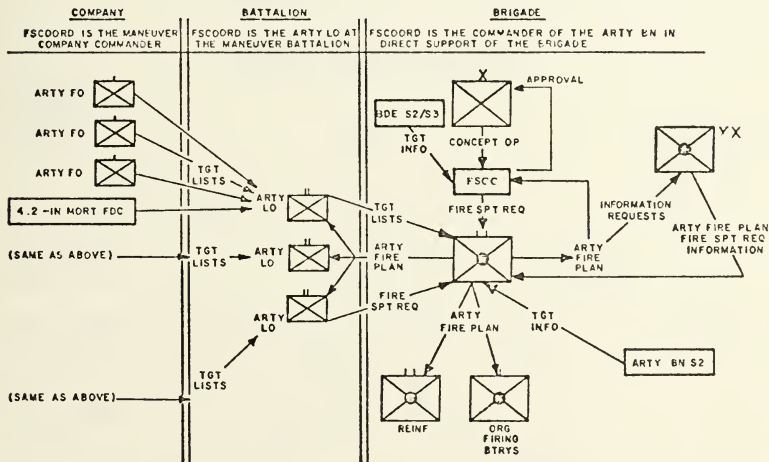 COMPANY
FSCOORD IS THE MANEUVER
COMPANY COMMANDER
BATTALION
FSCOORD IS THE ARTY LO AT
THE MANEUVER BATTALION
BRIGADE
FSCOORD IS THE COMMANDER OF THE ARTY BN IN
DIRECT SUPPORT OF THE BRIGADE
ARTY FO
ARTY FO
ARTY FO
4.2-IN MORT FDC
(SAME AS ABOVE)
(SAME AS ABOVE)
TGT
LISTS
TGT
LISTS
TGT
LISTS
ARTY
LO
ARTY
LO
ARTY
LO
TGT
LISTS
ARTY
FIRE
PLAN
FIRE
SPT REQ
X
APPROVAL
BDE S2/S3
TGT
INFO
CONCEPT OP
FSCC
FIRE SPT REQ
YX
INFORMATION
REQUESTS
ARTY
FIRE
PLAN
ARTY FIRE PLAN
FIRE SPT REQ
INFORMATION
ARTY
FIRE PLAN
TGT
INFO
ARTY BN S2
REINF
ORG
FIRING
BTRYS